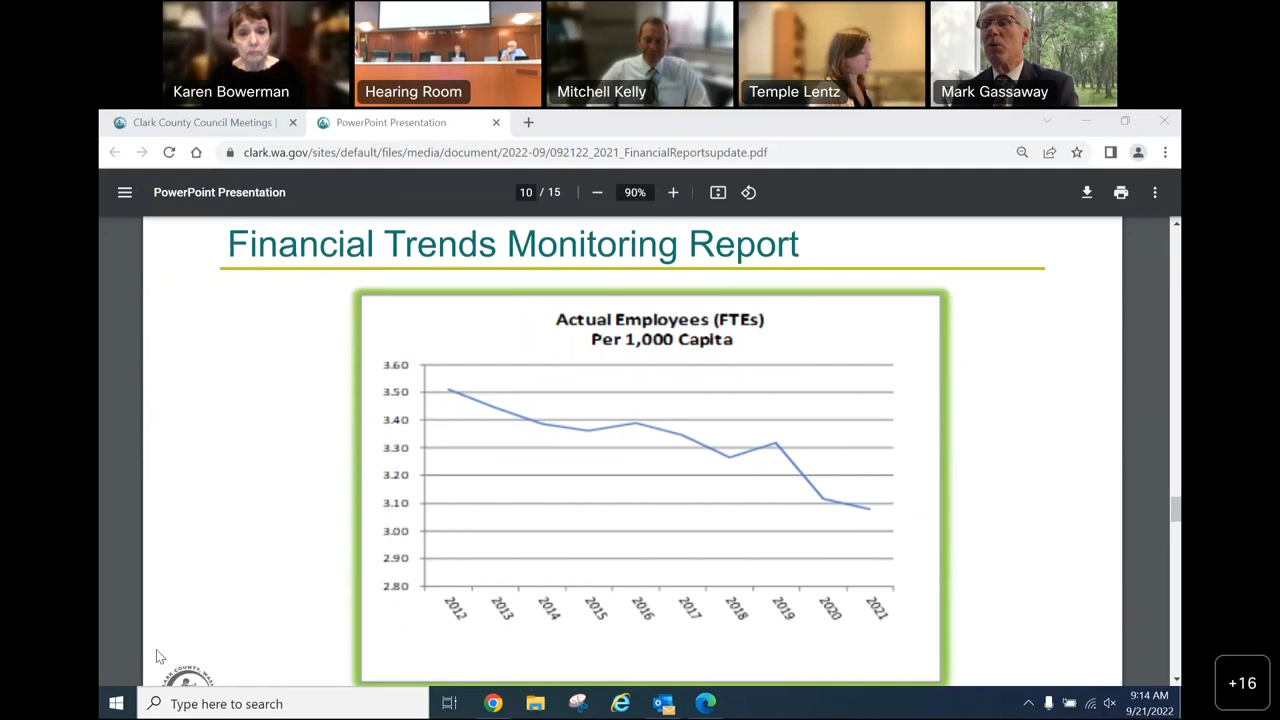 Karen Bowerman
Hearing Room
Mitchell Kelly
Temple Lentz
Mark Gassaway
Clark County Council Meetings |
PowerPoint Presentation
clark.wa.gov/sites/default/files/media/document/2022-09/092122_2021_FinancialReportsupdate.pdf
PowerPoint Presentation
10 / 15
90%
Financial Trends Monitoring Report
Actual Employees (FTEs)
Per 1,000 Capita
3.60
3.50
3.40
3.30
3.20
3.10
3.00
2.90
2.80
2012
2013
2014
2015
2016
2017
2018
2019
2020
2021
Type here to search
9:14 AM
9/21/2022
+16